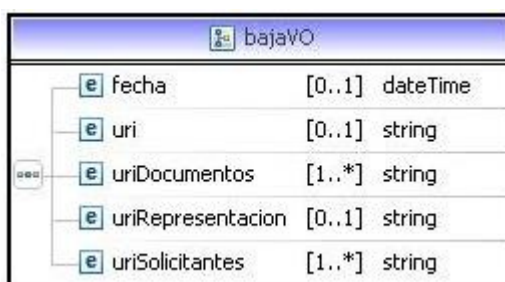 bajaVO
e fecha [0..1] dateTime
e uri [0..1] string
e uriDocumentos [1..*] string
e uriRepresentacion [0..1] string
e uriSolicitantes [1..*] string